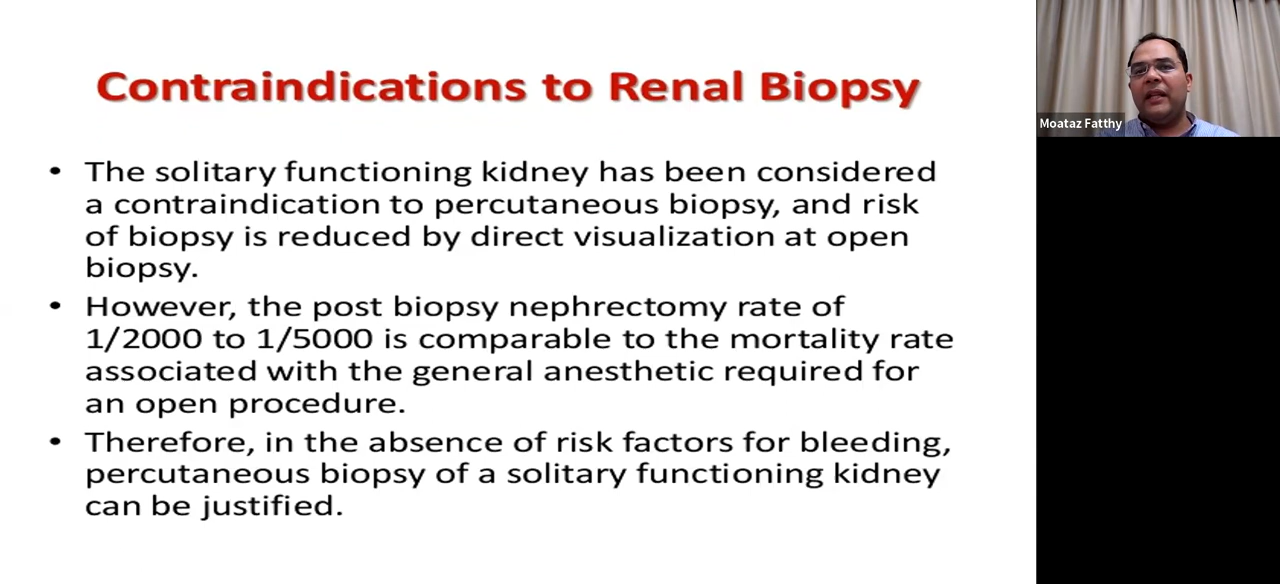 Contraindications to Renal Biopsy
• The solitary functioning kidney has been considered
a contraindication to percutaneous biopsy, and risk
of biopsy is reduced by direct visualization at open
biopsy.
• However, the post biopsy nephrectomy rate of
1/2000 to 1/5000 is comparable to the mortality rate
associated with the general anesthetic required for
an open procedure.
• Therefore, in the absence of risk factors for bleeding,
percutaneous biopsy of a solitary functioning kidney
can be justified.
Moataz Fatthy